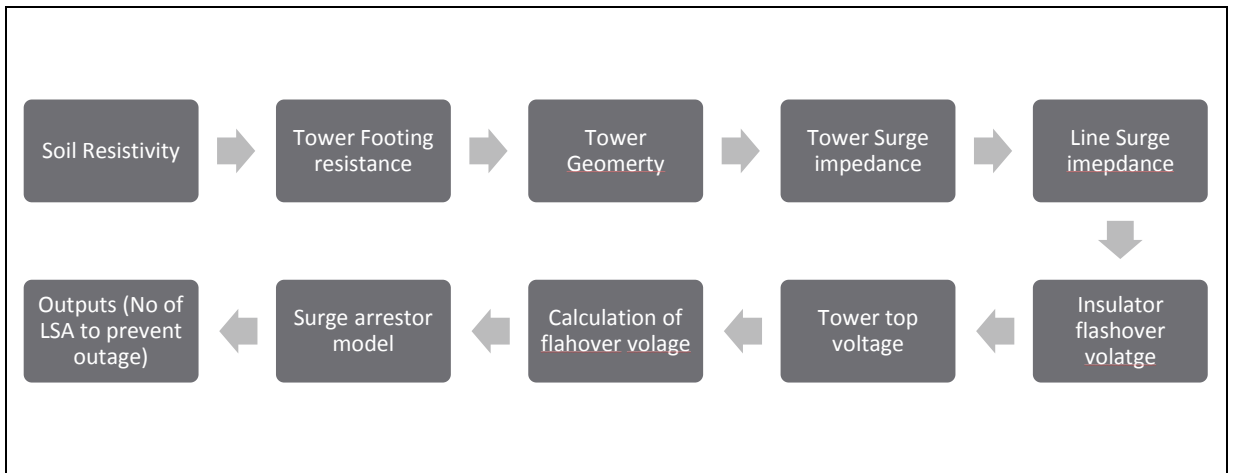 Soil Resistivity
Tower Footing
resistance
Tower
Geomerty
Tower Surge
impedance
Line Surge
imepdance
Insulator
flashover
volatge
Tower top
voltage
Calculation of
flahover volage
Surge arrestor
model
Outputs (No of
LSA to prevent
outage)